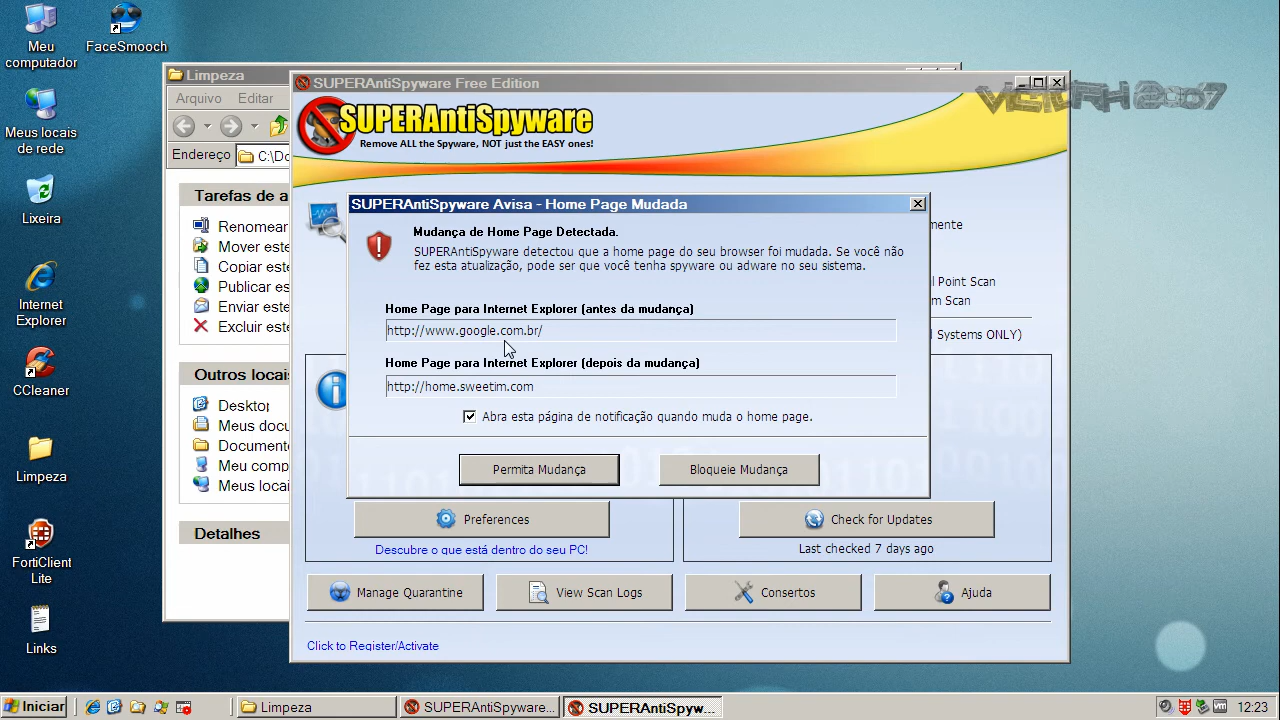 Meu
computador
FaceSmooch
Meus locais
de rede
Lixeira
Internet
Explorer
CCleaner
Limpeza
FortiClient
Lite
Links
Limpeza
Arquivo Editar
Endereço C:\Do
Tarefas de a
Renomear
Mover este
Copiar este
Publicar es
Enviar este
Excluir este
Outros locai
Desktop
Meus docu
Documento
Meu comp
Meus locai
Detalhes
SUPERAntiSpyware Free Edition
SUPERAntiSpyware
Remove ALL the Spyware, NOT just the EASY ones!
SUPERAntiSpyware Avisa - Home Page Mudada
Mudança de Home Page Detectada.
SUPERAntiSpyware detectou que a home page do seu browser foi mudada. Se você não
fez esta atualização, pode ser que você tenha spyware ou adware no seu sistema.
Home Page para Internet Explorer (antes da mudança)
http://www.google.com.br/
Home Page para Internet Explorer (depois da mudança)
http://home.sweetim.com
Abra esta página de notificação quando muda o home page.
Permita Mudança Bloqueie Mudança
mente
l Point Scan
m Scan
l Systems ONLY)
Preferences
Descubre o que está dentro do seu PC!
Check for Updates
Last checked 7 days ago
Manage Quarantine View Scan Logs Consertos Ajuda
Click to Register/Activate
Iniciar Limpeza SUPERAntiSpyware... SUPERAntiSpyw... 12:23